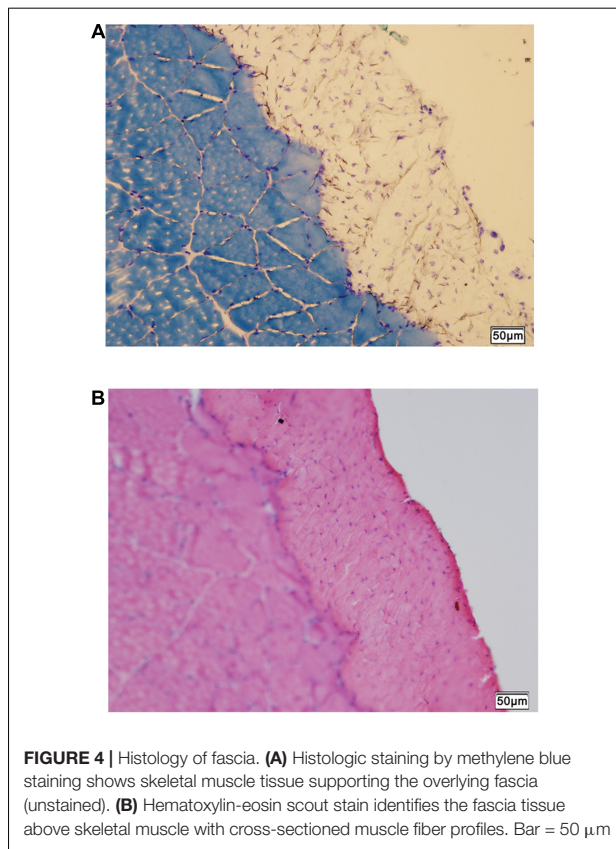 A
50µm
B
50µm
FIGURE 4 | Histology of fascia. (A) Histologic staining by methylene blue
staining shows skeletal muscle tissue supporting the overlying fascia
(unstained). (B) Hematoxylin-eosin scout stain identifies the fascia tissue
above skeletal muscle with cross-sectioned muscle fiber profiles. Bar = 50 μm